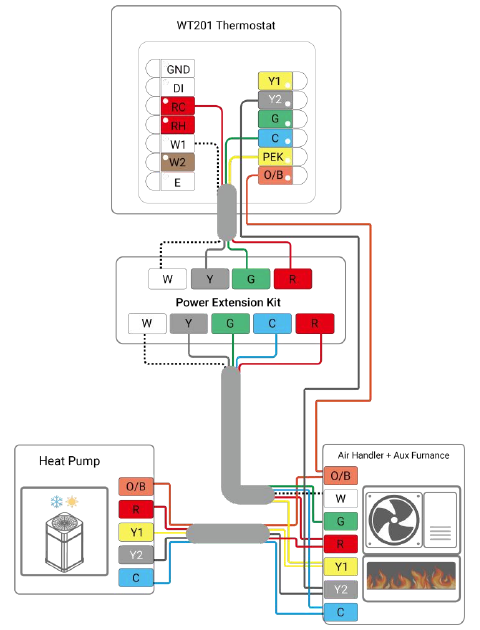 WT201 Thermostat
GND
DI
RC
RH
W1
W2
E
Y1
Y2
G
C
PEK
O/B
W
Y
G
R
Power Extension Kit
W
Y
G
C
R
Heat Pump
O/B
R
Y1
Y2
C
Air Handler + Aux Furnance
O/B
W
G
R
Y1
Y2
C